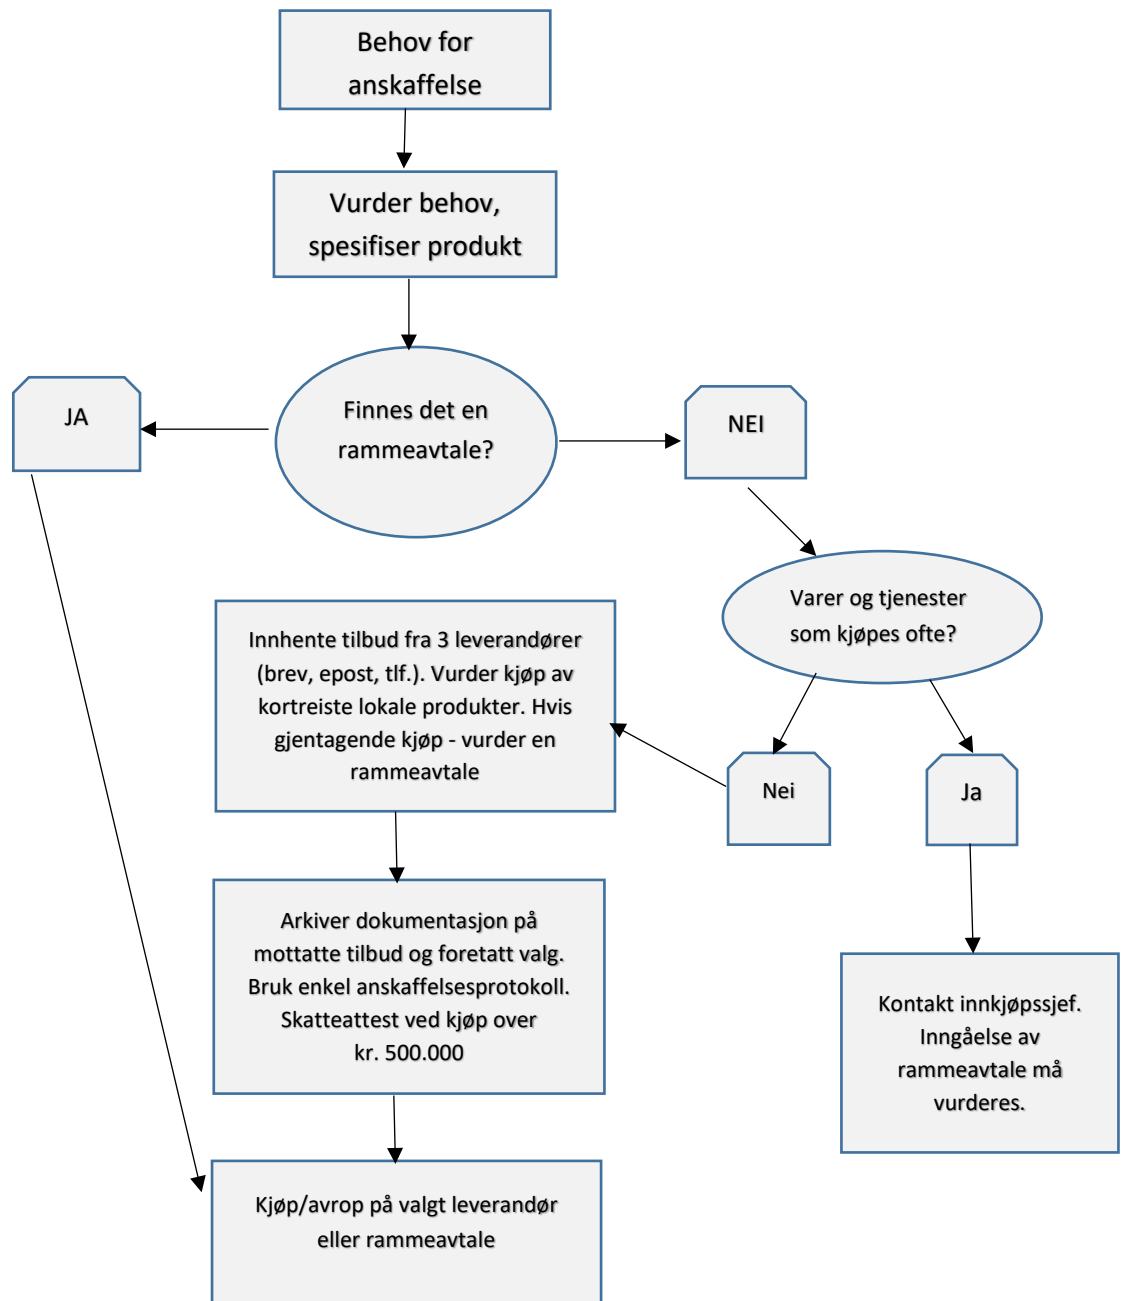 Behov for
anskaffelse
Vurder behov,
spesifiser produkt
Finnes det en
rammeavtale?
JA
NEI
Varer og tjenester
som kjøpes ofte?
Nei
Ja
Innhente tilbud fra 3 leverandører
(brev, epost, tlf.). Vurder kjøp av
kortreiste lokale produkter. Hvis
gjentagende kjøp - vurder en
rammeavtale
Arkiver dokumentasjon på
mottatte tilbud og foretatt valg.
Bruk enkel anskaffelsesprotokoll.
Skatteattest ved kjøp over
kr. 500.000
Kontakt innkjøpssjef.
Inngåelse av
rammeavtale må
vurderes.
Kjøp/avrop på valgt leverandør
eller rammeavtale